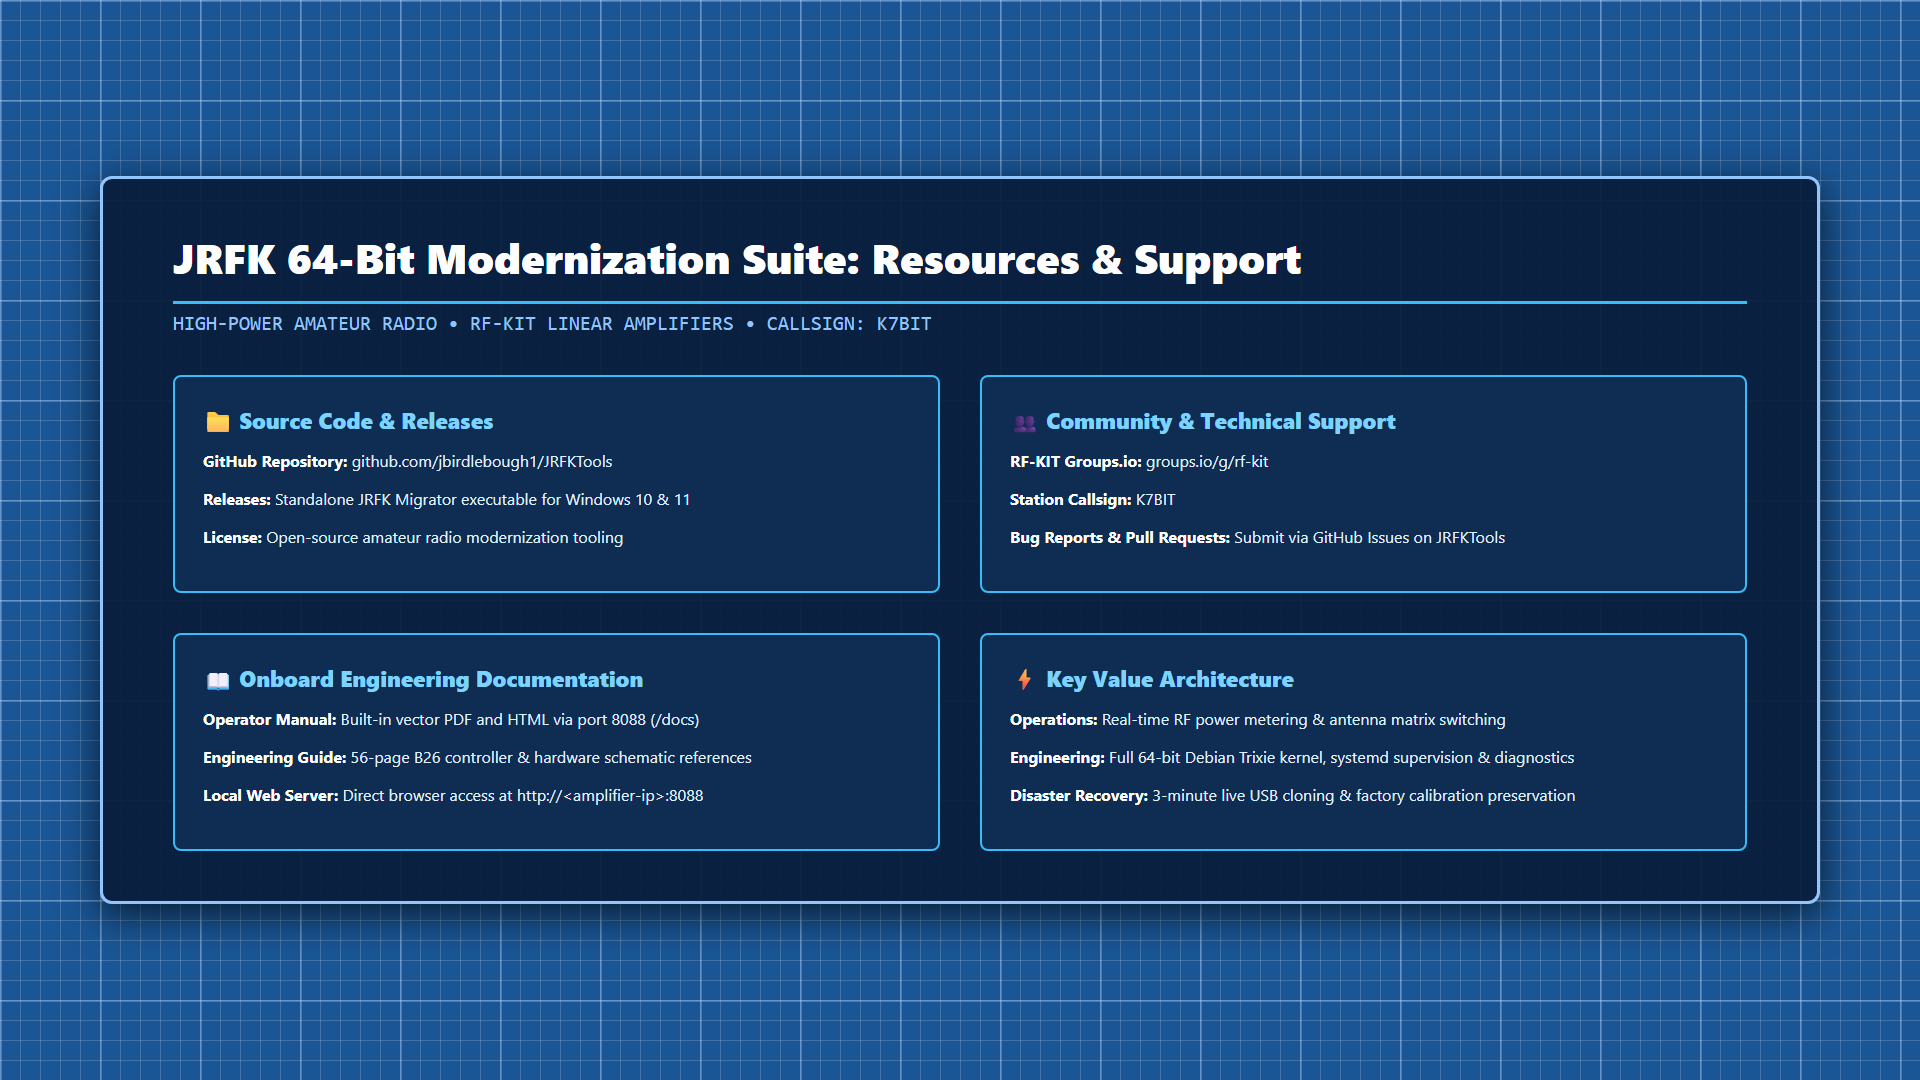 JRFK 64-Bit Modernization Suite: Resources & Support
HIGH-POWER AMATEUR RADIO • RF-KIT LINEAR AMPLIFIERS • CALLSIGN: K7BIT
Source Code & Releases
GitHub Repository: github.com/jbirdlebough1/JRFKTools
Releases: Standalone JRFK Migrator executable for Windows 10 & 11
License: Open-source amateur radio modernization tooling
Community & Technical Support
RF-KIT Groups.io: groups.io/g/rf-kit
Station Callsign: K7BIT
Bug Reports & Pull Requests: Submit via GitHub Issues on JRFKTools
Onboard Engineering Documentation
Operator Manual: Built-in vector PDF and HTML via port 8088 (/docs)
Engineering Guide: 56-page B26 controller & hardware schematic references
Local Web Server: Direct browser access at http://<amplifier-ip>:8088
Key Value Architecture
Operations: Real-time RF power metering & antenna matrix switching
Engineering: Full 64-bit Debian Trixie kernel, systemd supervision & diagnostics
Disaster Recovery: 3-minute live USB cloning & factory calibration preservation